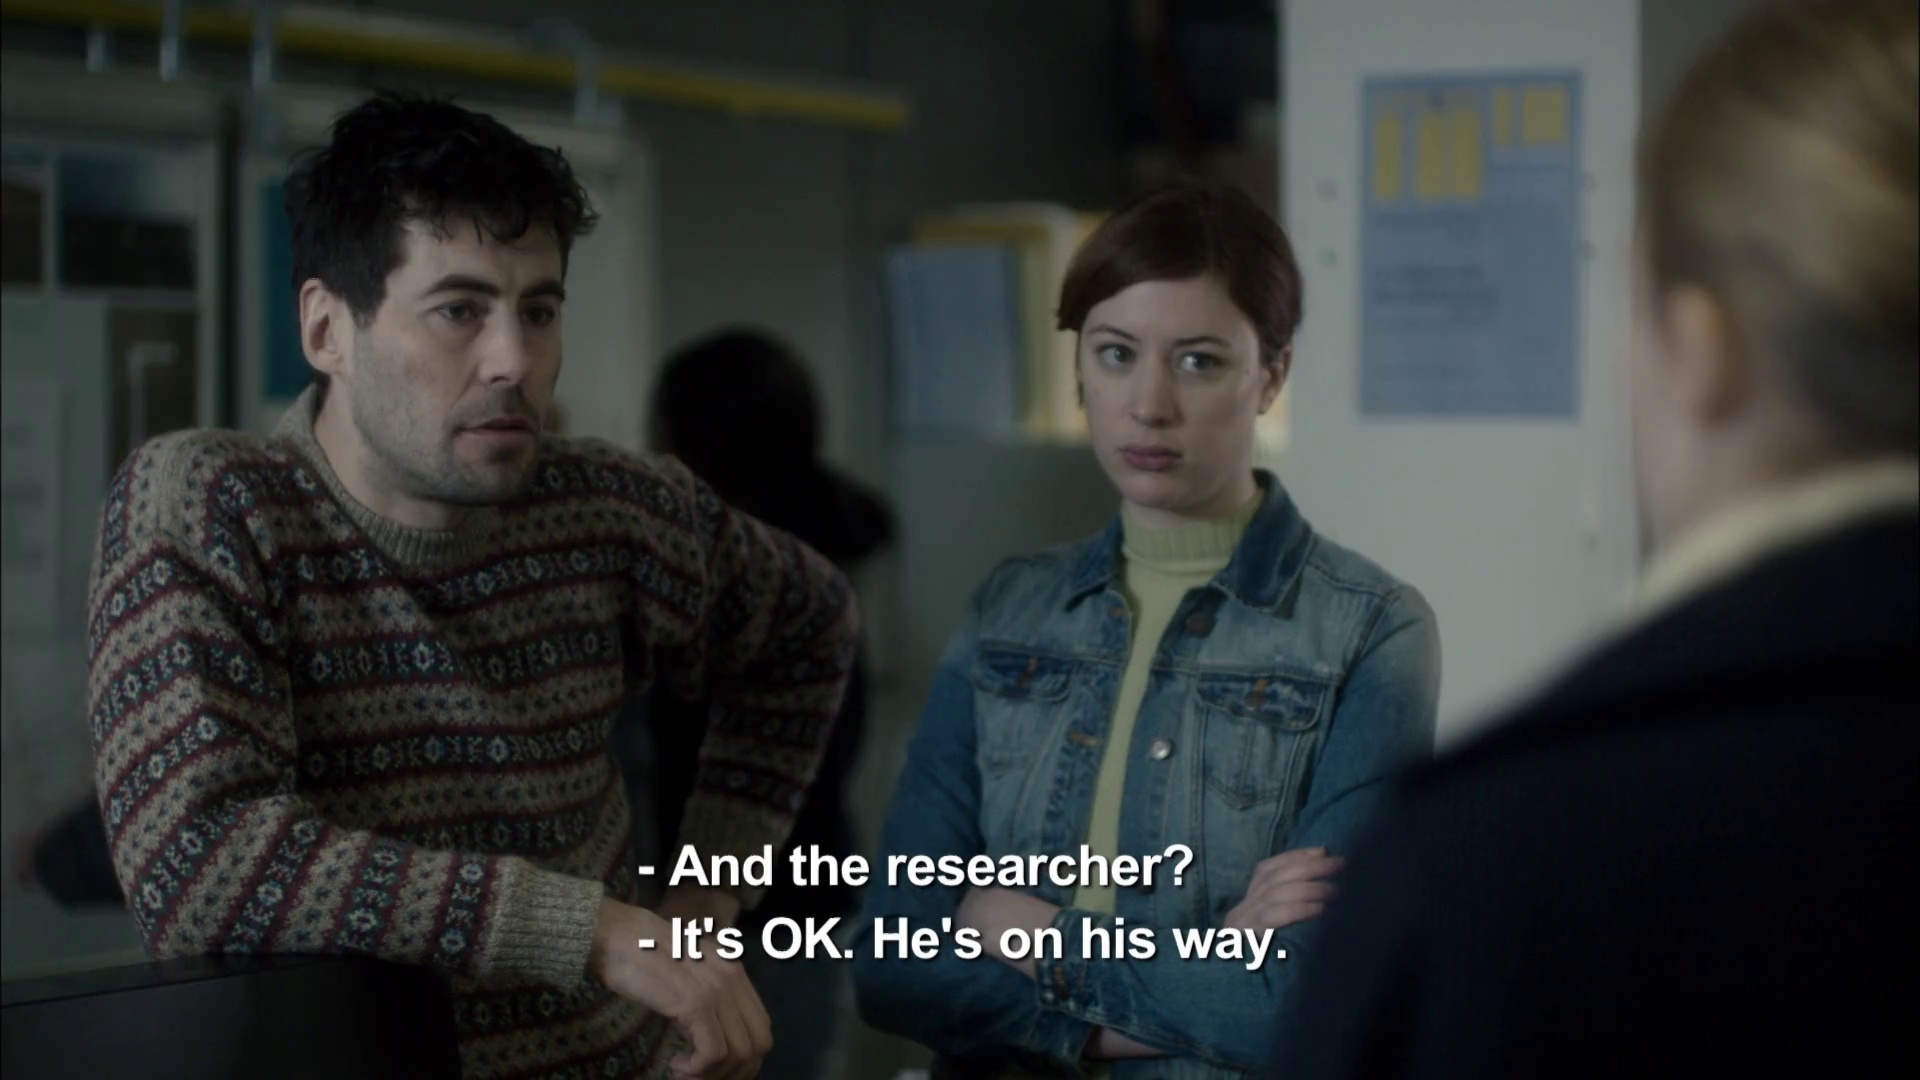 - And the researcher?
- It's OK. He's on his way.